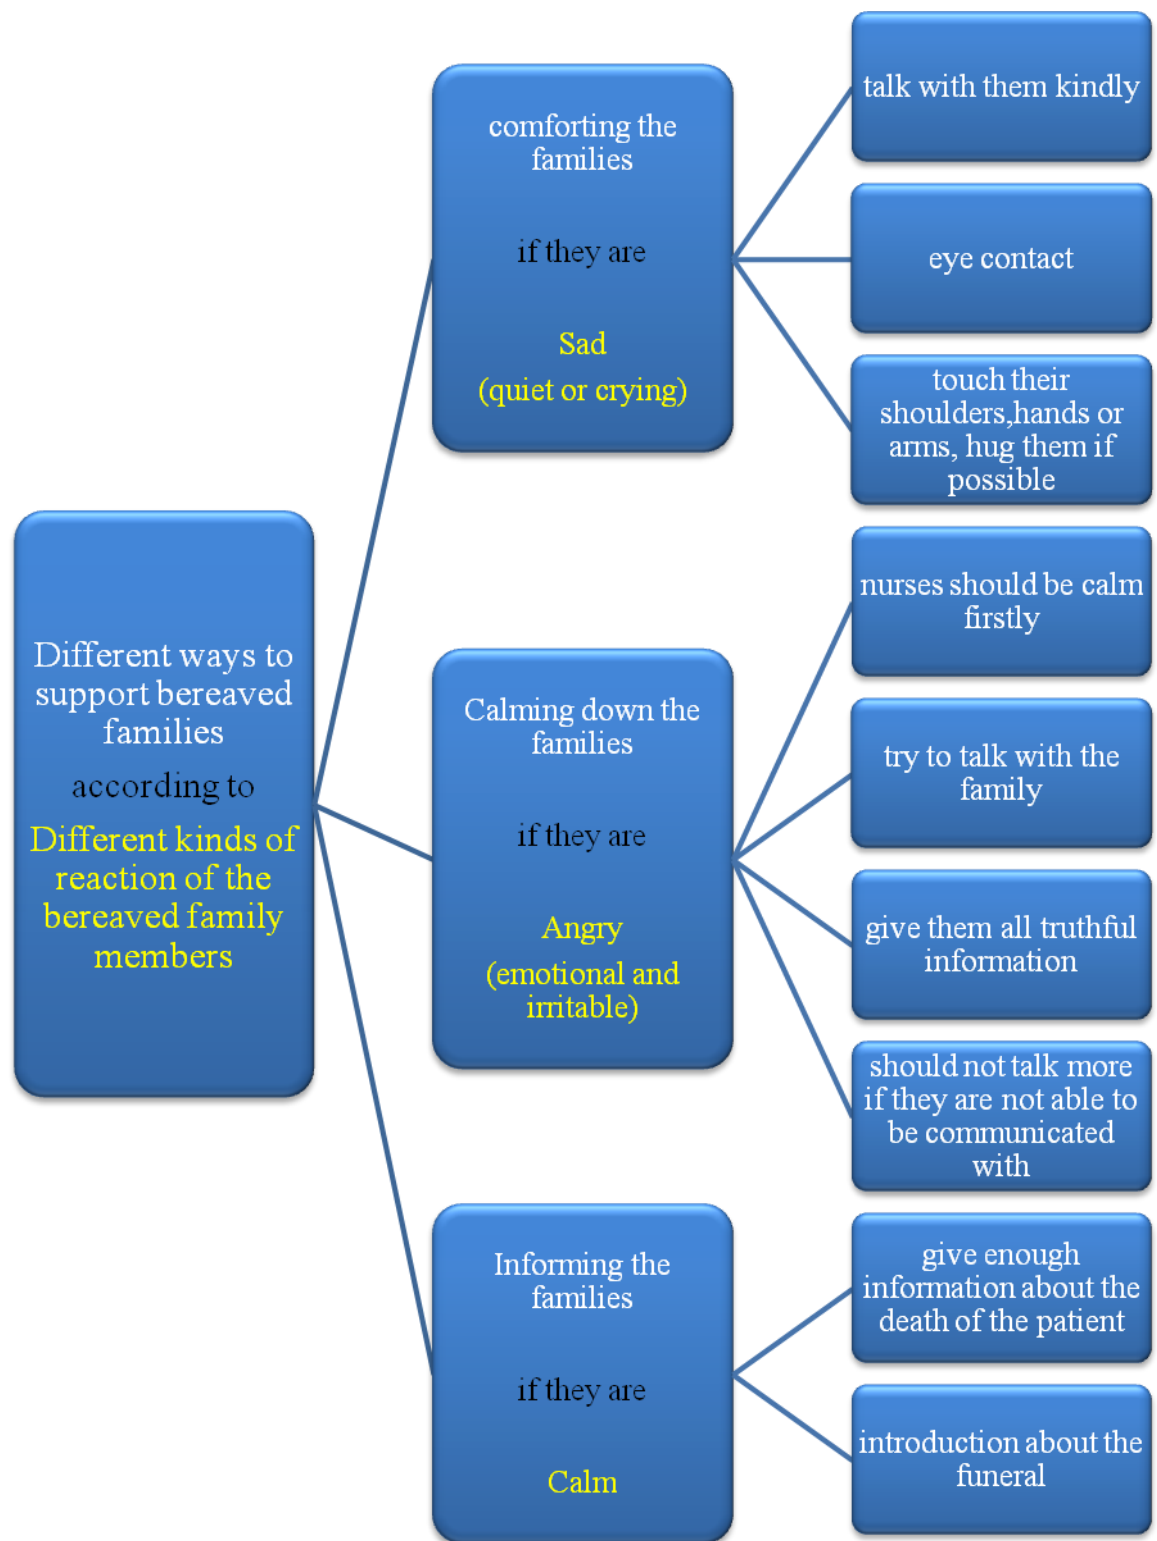 Different ways to
support bereaved
families
according to
Different kinds of
reaction of the
bereaved family
members
comforting the
families
if they are
Sad
(quiet or crying)
talk with them kindly
eye contact
touch their
shoulders,hands or
arms, hug them if
possible
Calming down the
families
if they are
Angry
(emotional and
irritable)
nurses should be calm
firstly
try to talk with the
family
give them all truthful
information
should not talk more
if they are not able to
be communicated
with
Informing the
families
if they are
Calm
give enough
information about the
death of the patient
introduction about the
funeral